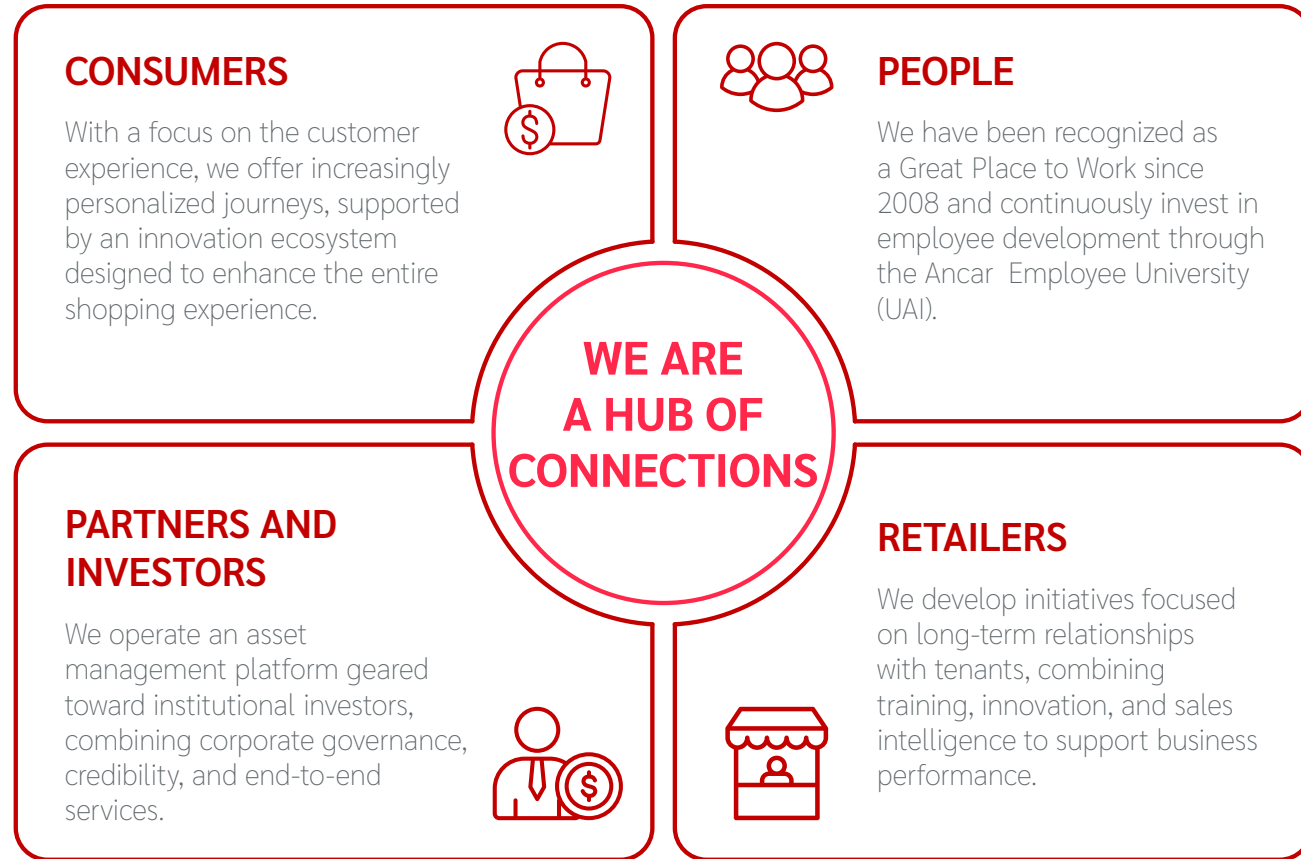 CONSUMERS
With a focus on the customer
experience, we offer increasingly
personalized journeys, supported
by an innovation ecosystem
designed to enhance the entire
shopping experience.
$
PEOPLE
We have been recognized as
a Great Place to Work since
2008 and continuously invest in
employee development through
the Ancar  Employee University
(UAI).
WE ARE
A HUB OF
CONNECTIONS
PARTNERS AND
INVESTORS
We operate an asset
management platform geared
toward institutional investors,
combining corporate governance,
credibility, and end-to-end
services.
$
RETAILERS
We develop initiatives focused
on long-term relationships
with tenants, combining
training, innovation, and sales
intelligence to support business
performance.